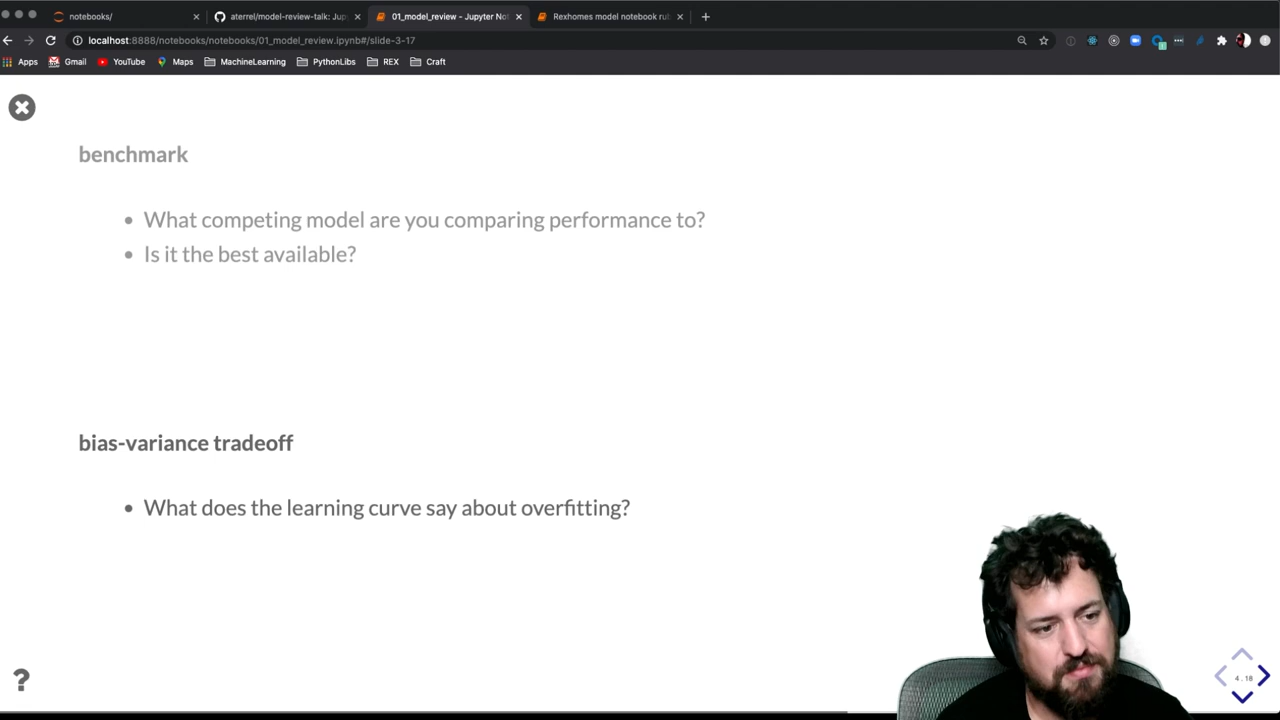 notebooks/
aterrel/model-review-talk: Jup
01_model_review - Jupyter No
Rexhomes model notebook ru
localhost:8888/notebooks/notebooks/01_model_review.ipynb#/slide-3-17
Apps Gmail YouTube Maps MachineLearning PythonLibs REX Craft
benchmark
• What competing model are you comparing performance to?
• Is it the best available?
bias-variance tradeoff
• What does the learning curve say about overfitting?
?
4.18